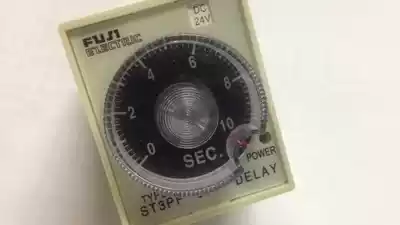 DC
24V
FUJI
ELECTRIC
0 2 4 6 8 10
SEC.
POWER
TYPE
ST3PF DELAY